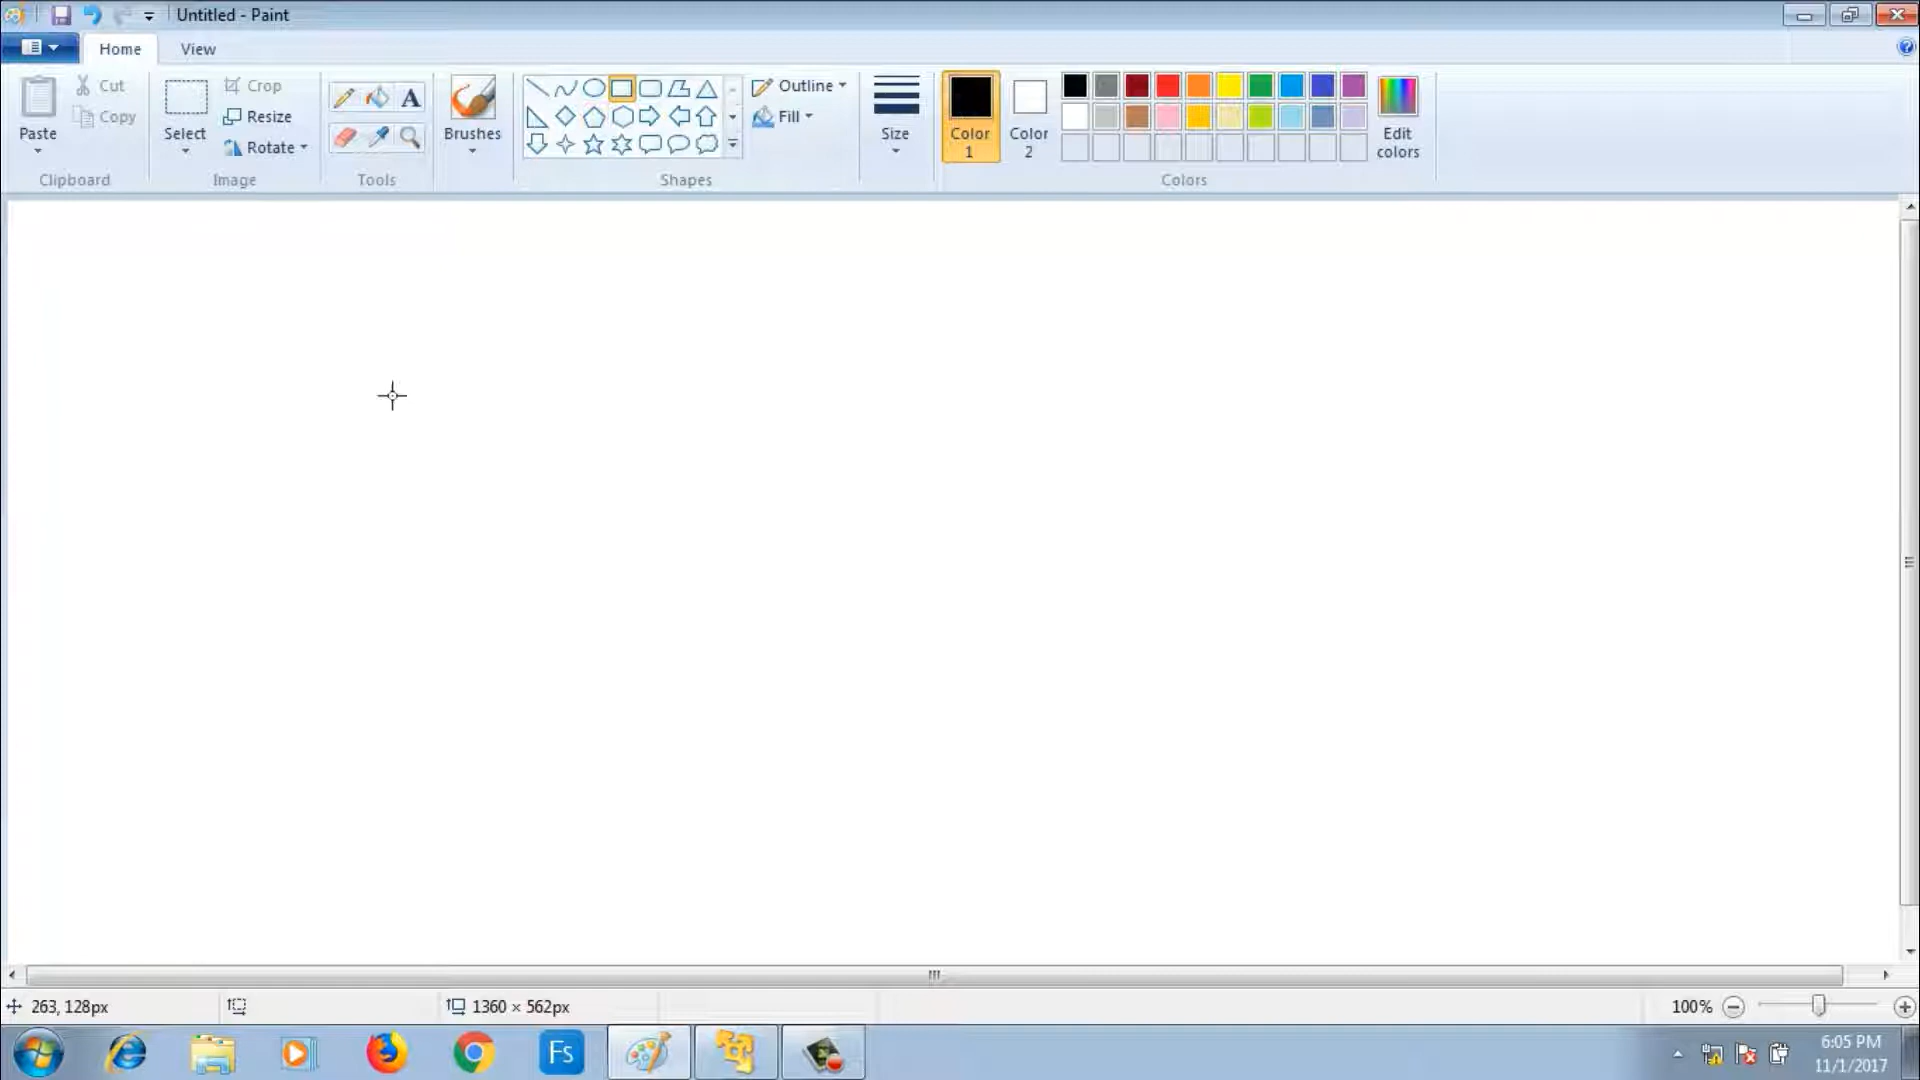 Untitled - Paint
Home
View
Paste
Cut
Copy
Clipboard
Select
Crop
Resize
Rotate
Image
A
Tools
Brushes
Outline
Fill
Shapes
Size
Color
1
Color
2
Edit
colors
Colors
263, 128px
1360 × 562px
100%
Fs
6:05 PM
11/1/2017